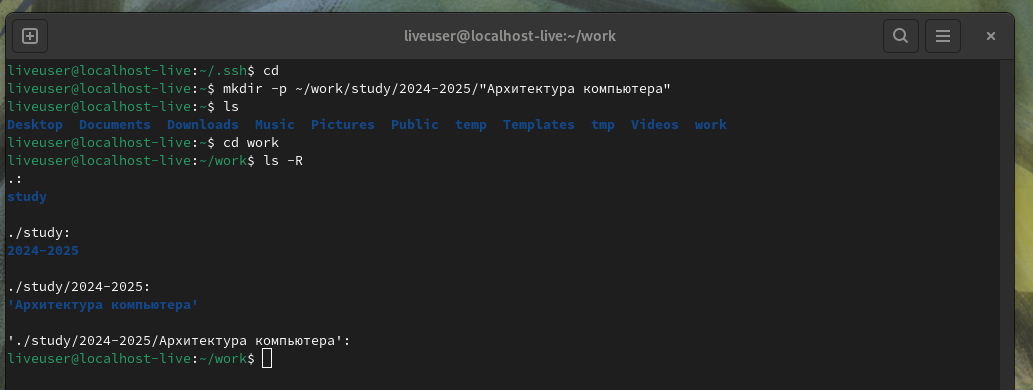 liveuser@localhost-live:~/work
liveuser@localhost-live:~/.ssh$ cd
liveuser@localhost-live:~$ mkdir -p ~/work/study/2024-2025/"Архитектура компьютера"
liveuser@localhost-live:~$ ls
Desktop  Documents  Downloads  Music  Pictures  Public  temp  Templates  tmp  Videos  work
liveuser@localhost-live:~$ cd work
liveuser@localhost-live:~/work$ ls -R
.:
study
./study:
2024-2025
./study/2024-2025:
'Архитектура компьютера'
'./study/2024-2025/Архитектура компьютера':
liveuser@localhost-live:~/work$